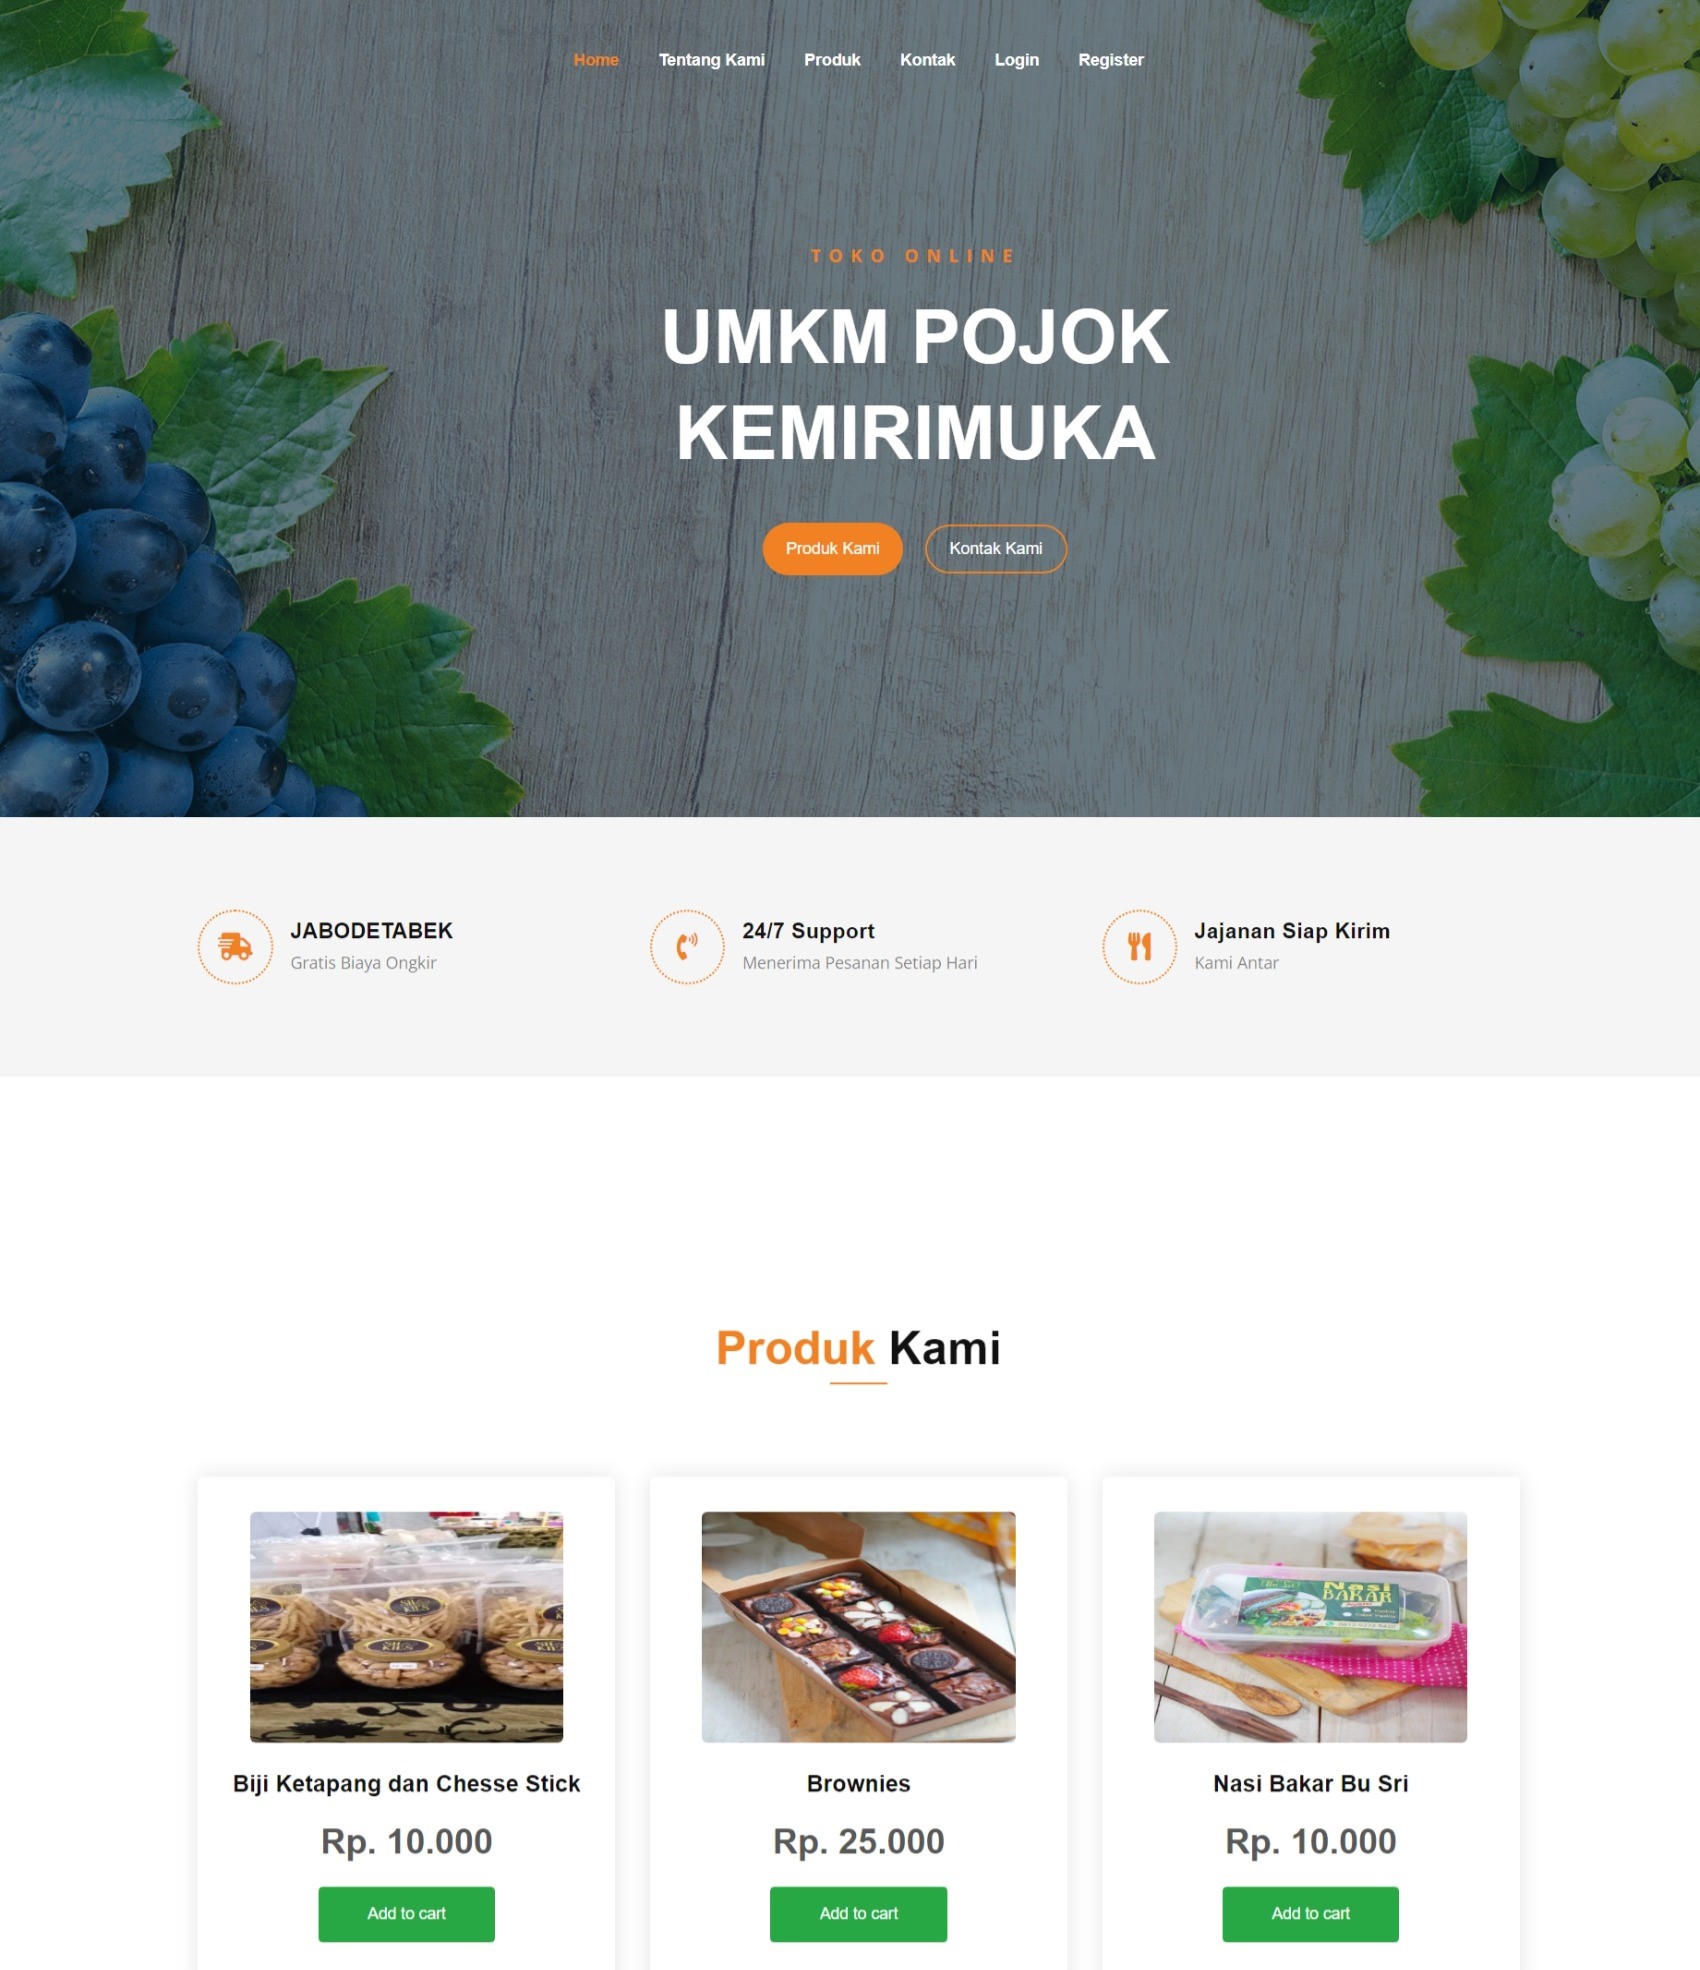 Home Tentang Kami Produk Kontak Login Register
TOKO ONLINE
UMKM POJOK
KEMIRIMUKA
Produk Kami Kontak Kami
JABODETABEK
Gratis Biaya Ongkir
24/7 Support
Menerima Pesanan Setiap Hari
Jajanan Siap Kirim
Kami Antar
Produk Kami
Nasi
BAKAR
Biji Ketapang dan Chesse Stick
Rp. 10.000
Add to cart
Brownies
Rp. 25.000
Add to cart
Nasi Bakar Bu Sri
Rp. 10.000
Add to cart